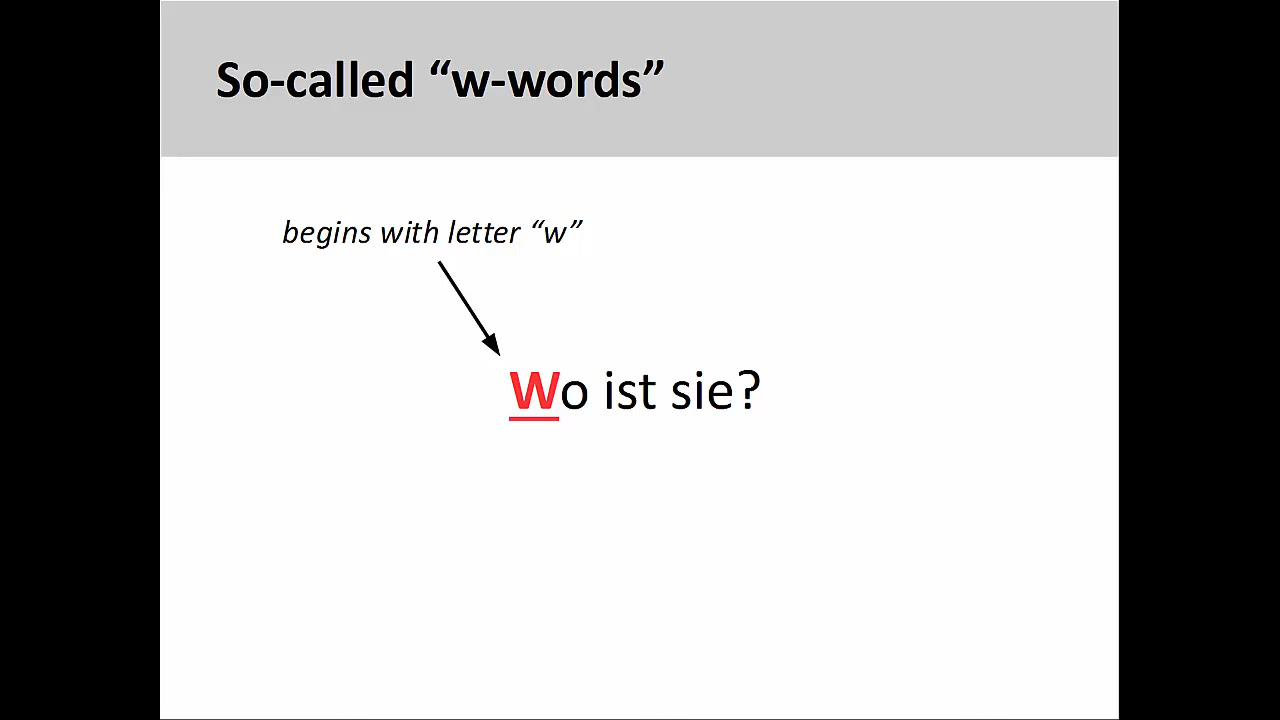 So-called “w-words”
begins with letter “w”
Wo ist sie?